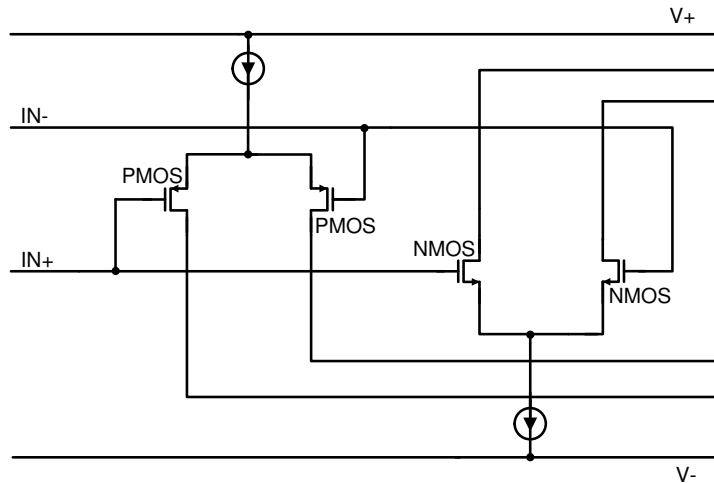 V+
IN-
PMOS
PMOS
NMOS
IN+
NMOS
V-